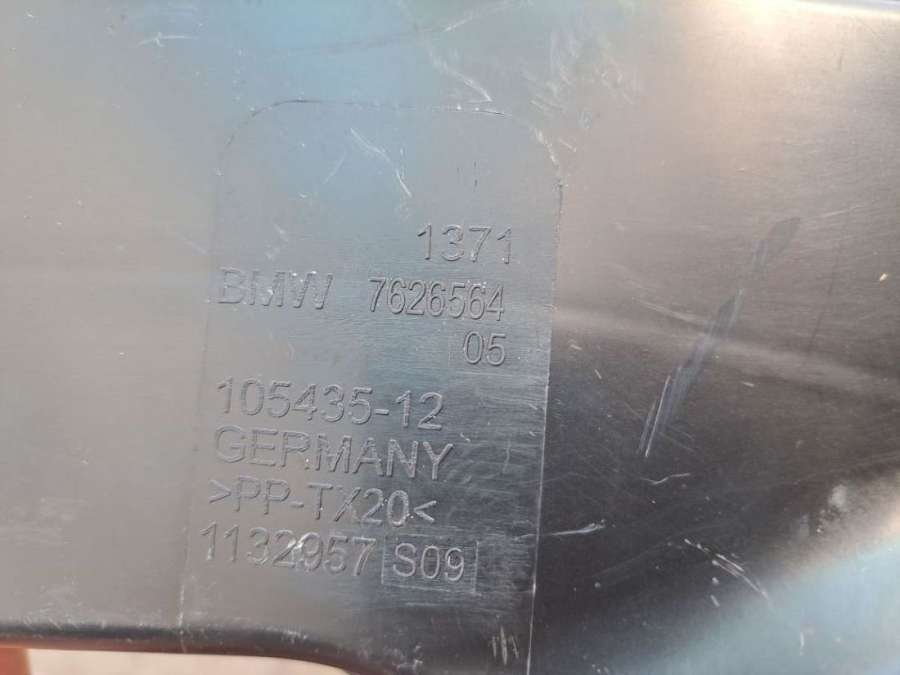 1371
BMW 7626564
05
105435-12
GERMANY
>PP-TX20<
1132957 S09